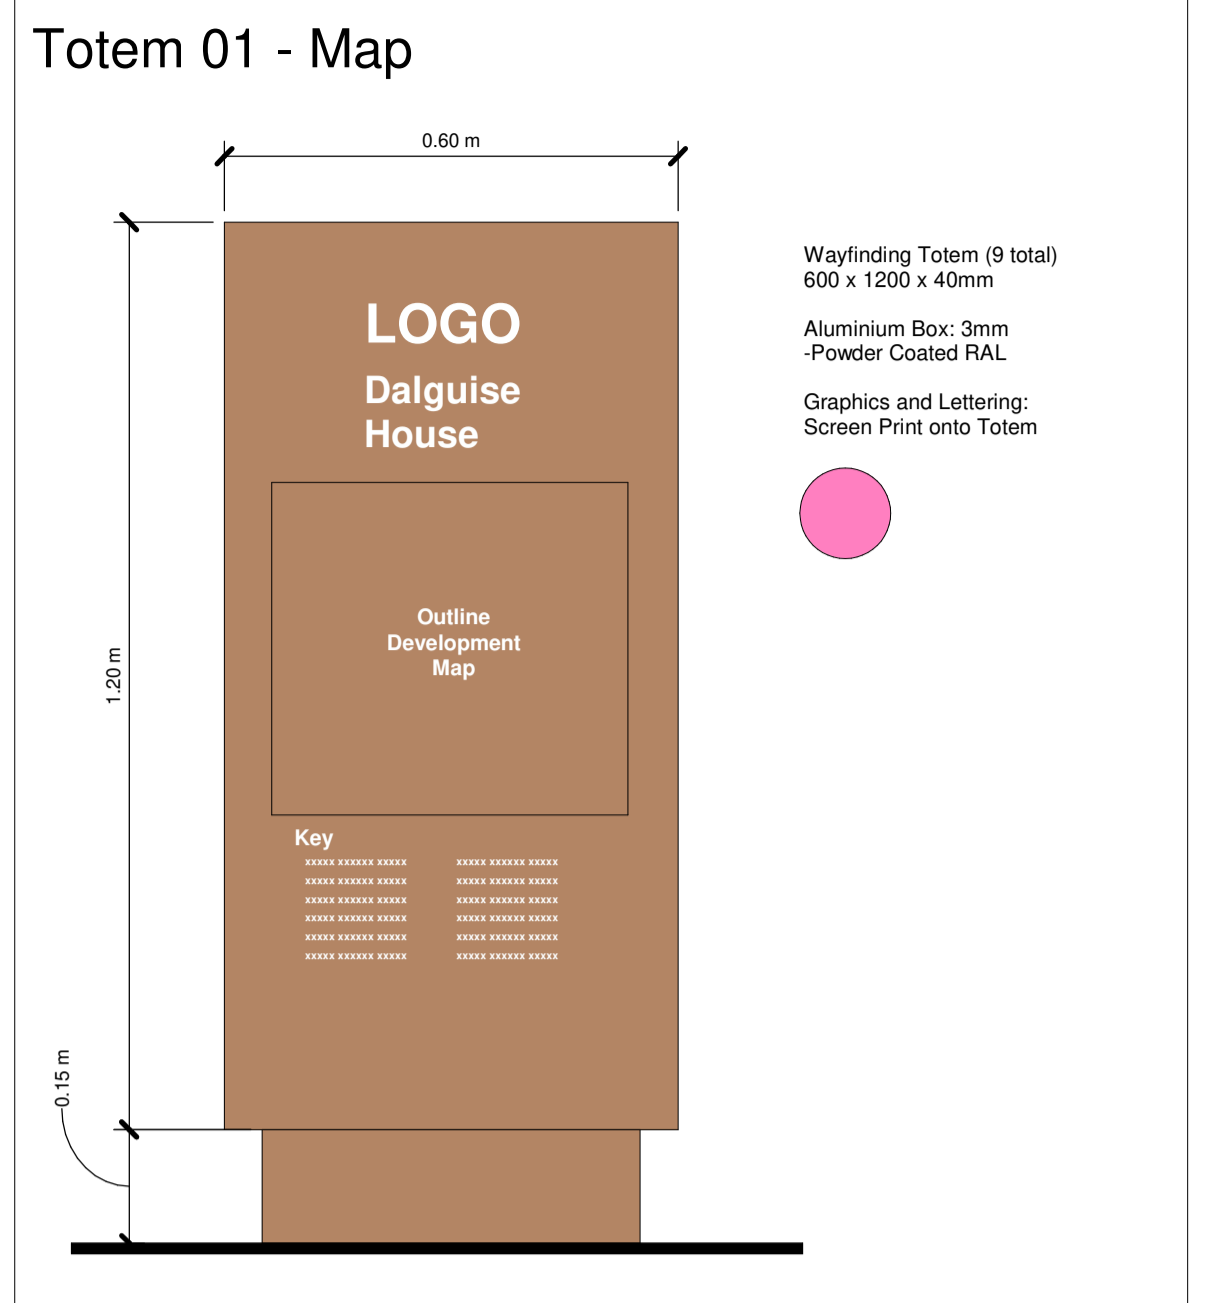 Totem 01 - Map
0.60 m
Wayfinding Totem (9 total)
600 x 1200 x 40mm
Aluminium Box: 3mm
-Powder Coated RAL
Graphics and Lettering:
Screen Print onto Totem
LOGO
Dalguise
House
Outline
Development
Map
1.20 m
Key
xxxxx xxxxxx xxxxx xxxxx xxxxxx xxxxx
xxxxx xxxxxx xxxxx xxxxx xxxxxx xxxxx
xxxxx xxxxxx xxxxx xxxxx xxxxxx xxxxx
xxxxx xxxxxx xxxxx xxxxx xxxxxx xxxxx
xxxxx xxxxxx xxxxx xxxxx xxxxxx xxxxx
xxxxx xxxxxx xxxxx xxxxx xxxxxx xxxxx
0.15 m